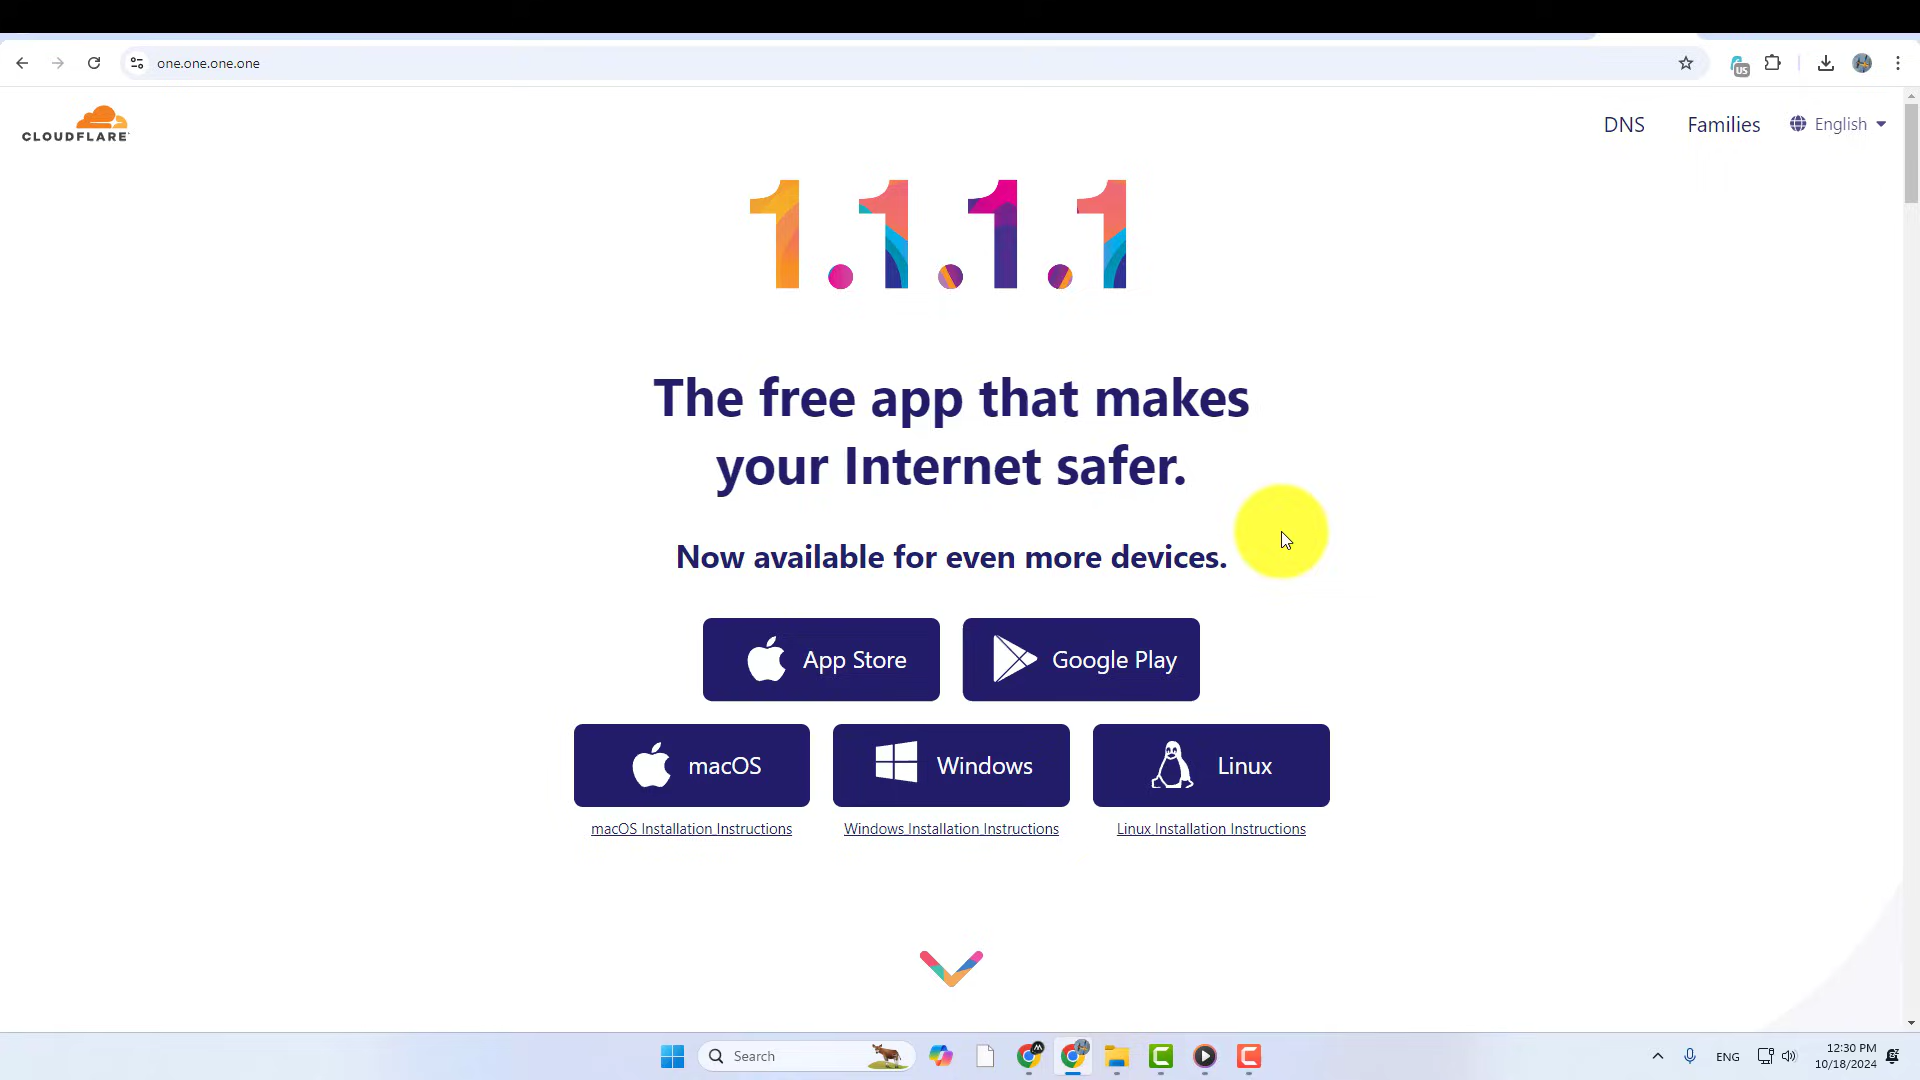 one.one.one.one
US
CLOUDFLARE
DNS
Families
English
1.1.1.1
The free app that makes
your Internet safer.
Now available for even more devices.
App Store
Google Play
macOS
Windows
Linux
macOS Installation Instructions
Windows Installation Instructions
Linux Installation Instructions
Search
ENG
12:30 PM
10/18/2024